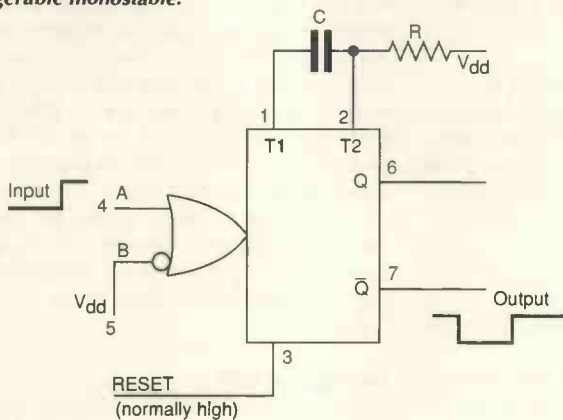 gerable monostable.
C
R
Vdd
1
2
T1
T2
Input
A
4
Q
6
B
Vdd
5
Q̅
7
Output
3
RESET
(normally high)